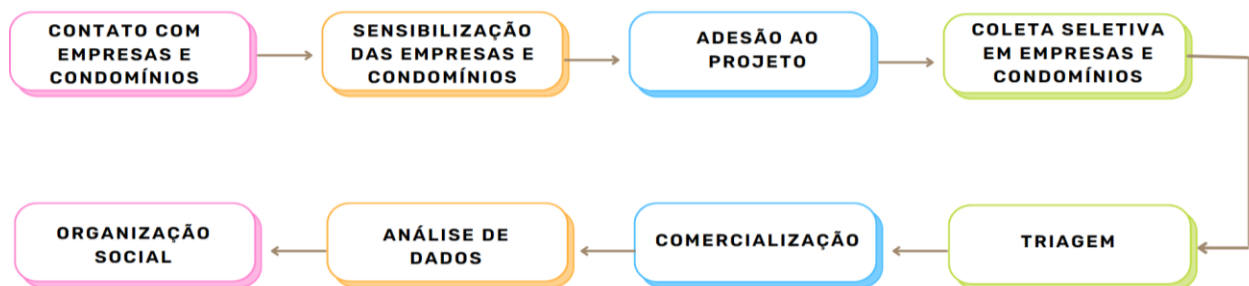 CONTATO COM
EMPRESAS E
CONDOMÍNIOS
SENSIBILIZAÇÃO
DAS EMPRESAS E
CONDOMÍNIOS
ADESÃO AO
PROJETO
COLETA SELETIVA
EM EMPRESAS E
CONDOMÍNIOS
TRIAGEM
COMERCIALIZAÇÃO
ANÁLISE DE
DADOS
ORGANIZAÇÃO
SOCIAL